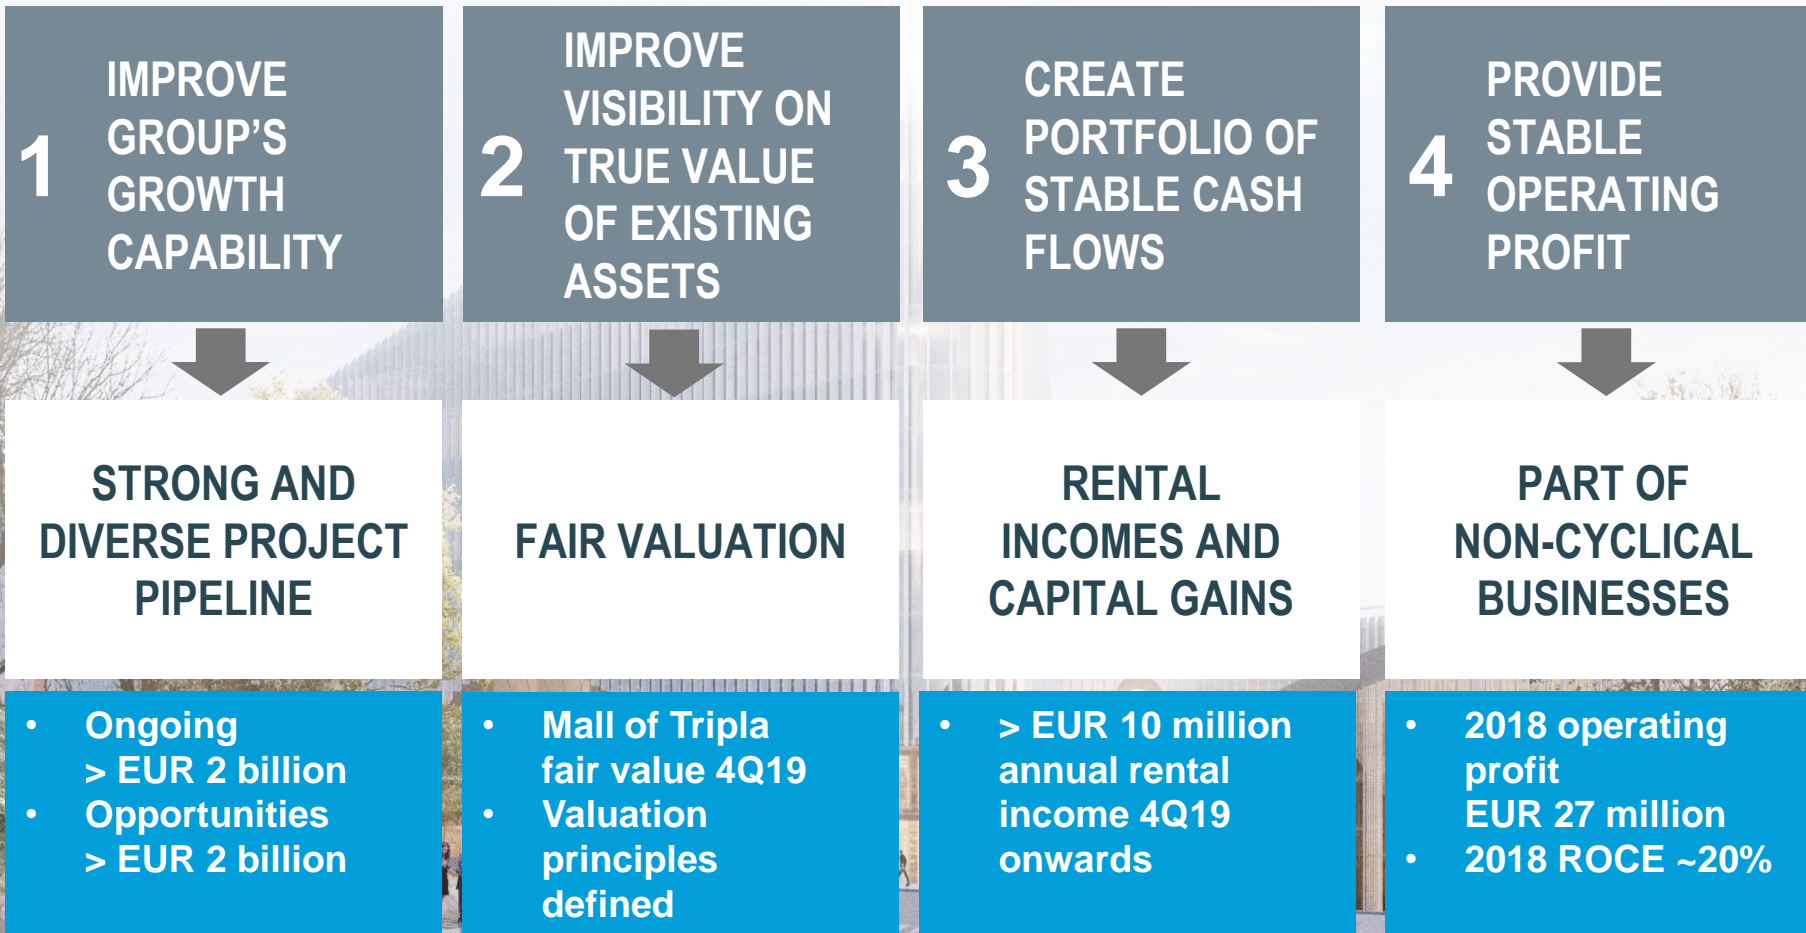 1
IMPROVE
GROUP'S
GROWTH
CAPABILITY
STRONG AND
DIVERSE PROJECT
PIPELINE
• Ongoing
> EUR 2 billion
• Opportunities
> EUR 2 billion
2
IMPROVE
VISIBILITY ON
TRUE VALUE
OF EXISTING
ASSETS
FAIR VALUATION
• Mall of Tripla
fair value 4Q19
• Valuation
principles
defined
3
CREATE
PORTFOLIO OF
STABLE CASH
FLOWS
RENTAL
INCOMES AND
CAPITAL GAINS
• > EUR 10 million
annual rental
income 4Q19
onwards
4
PROVIDE
STABLE
OPERATING
PROFIT
PART OF
NON-CYCLICAL
BUSINESSES
• 2018 operating
profit
EUR 27 million
• 2018 ROCE ~20%